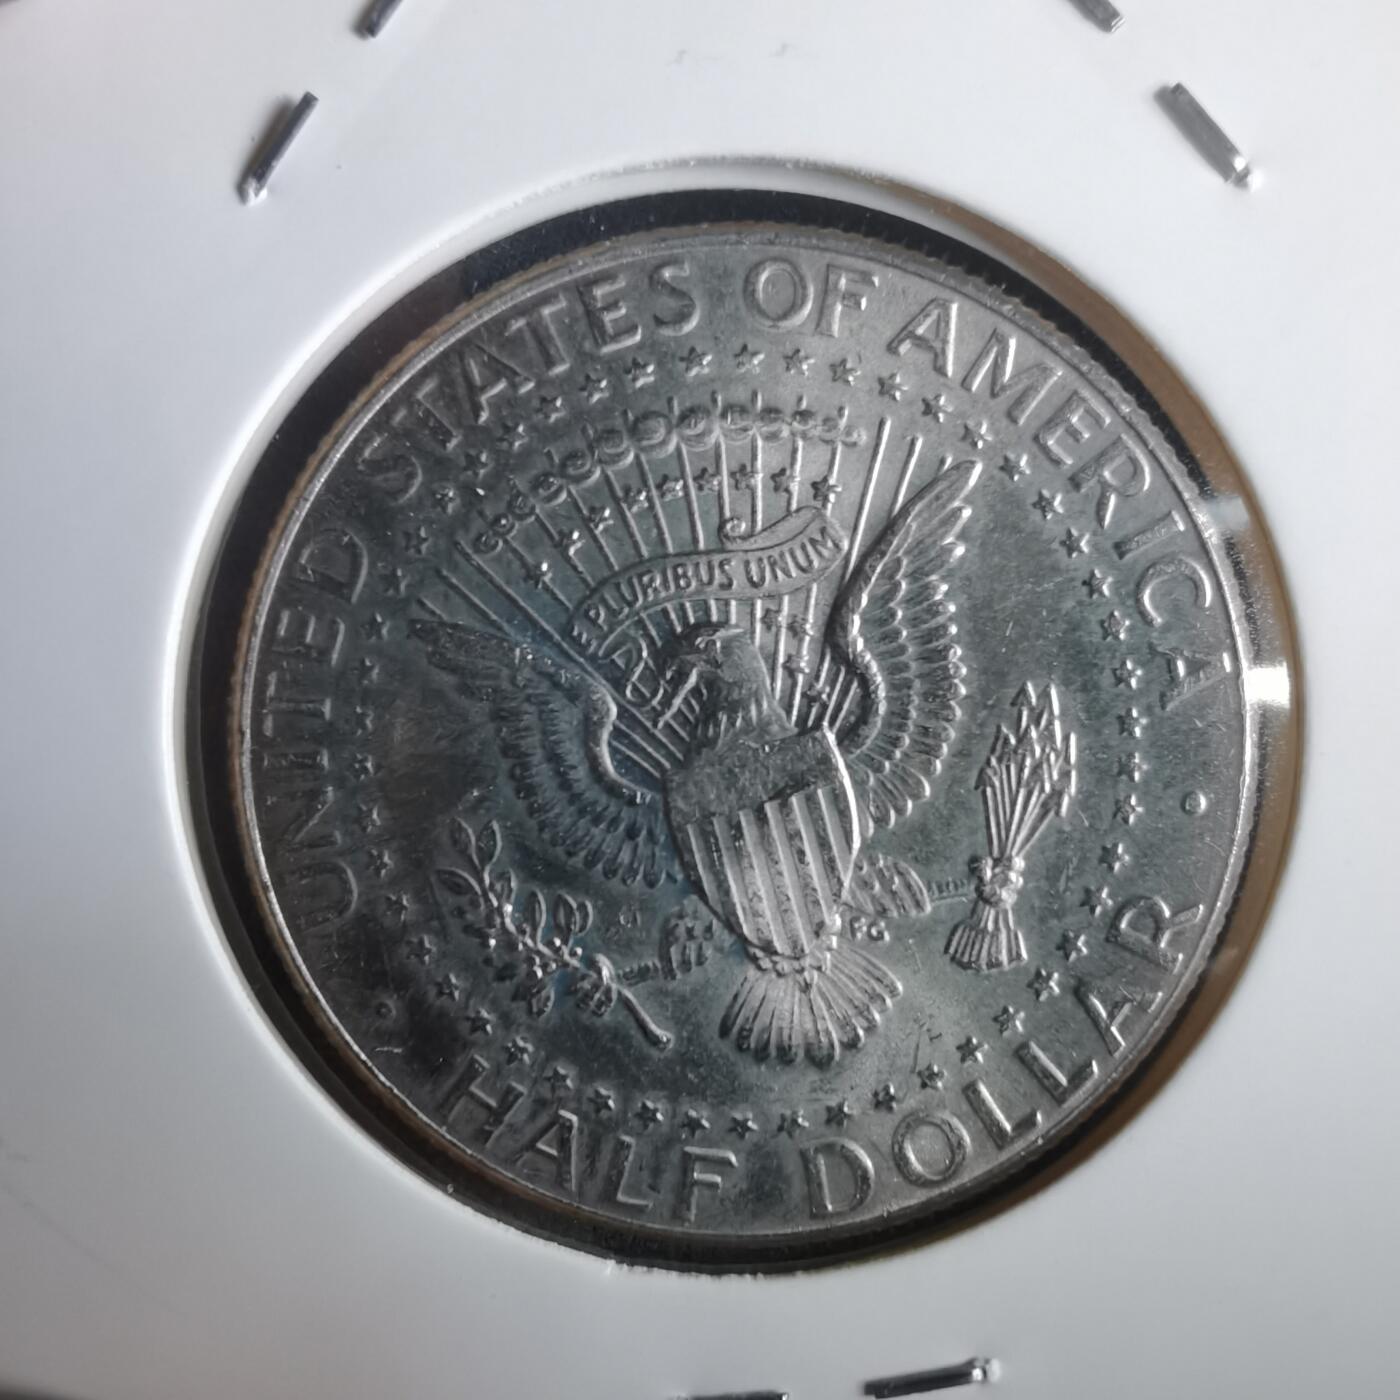 UNITED STATES OF AMERICA
E PLURIBUS UNUM
FG
HALF DOLLAR